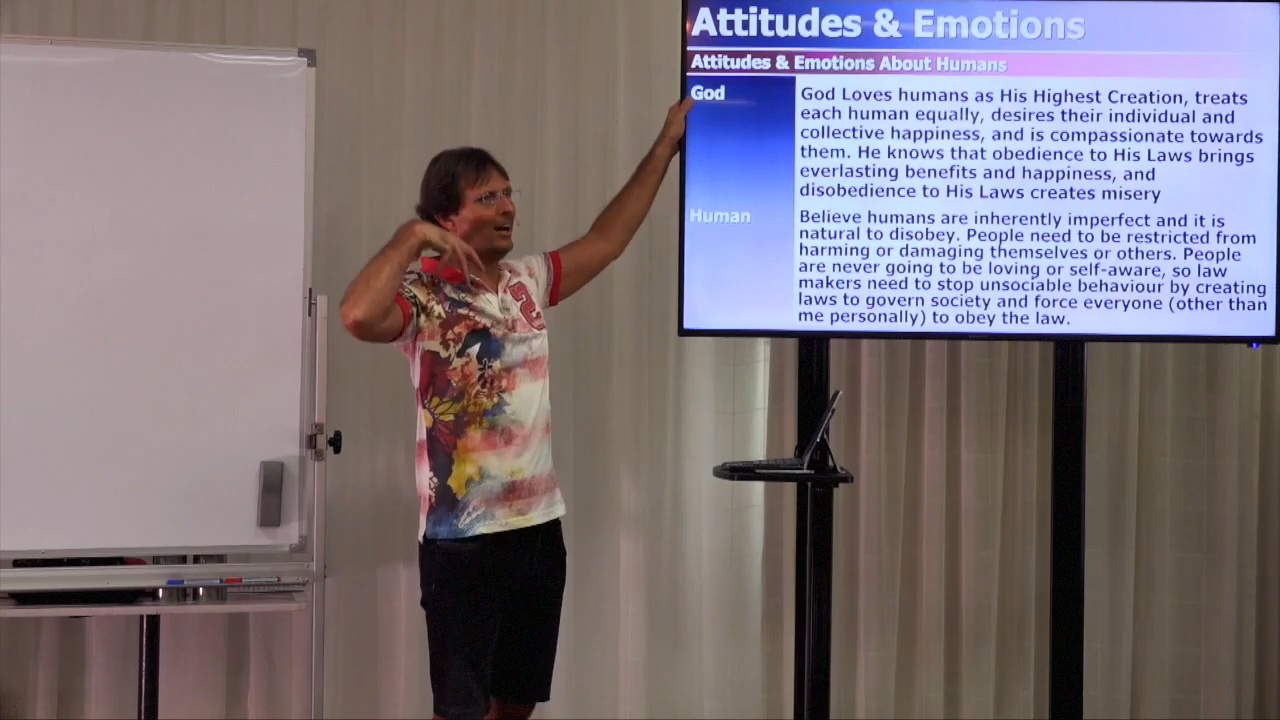 Attitudes & Emotions
Attitudes & Emotions About Humans
God
God Loves humans as His Highest Creation, treats
each human equally, desires their individual and
collective happiness, and is compassionate towards
them. He knows that obedience to His Laws brings
everlasting benefits and happiness, and
disobedience to His Laws creates misery
Human
Believe humans are inherently imperfect and it is
natural to disobey. People need to be restricted from
harming or damaging themselves or others. People
are never going to be loving or self-aware, so law
makers need to stop unsociable behaviour by creating
laws to govern society and force everyone (other than
me personally) to obey the law.
2